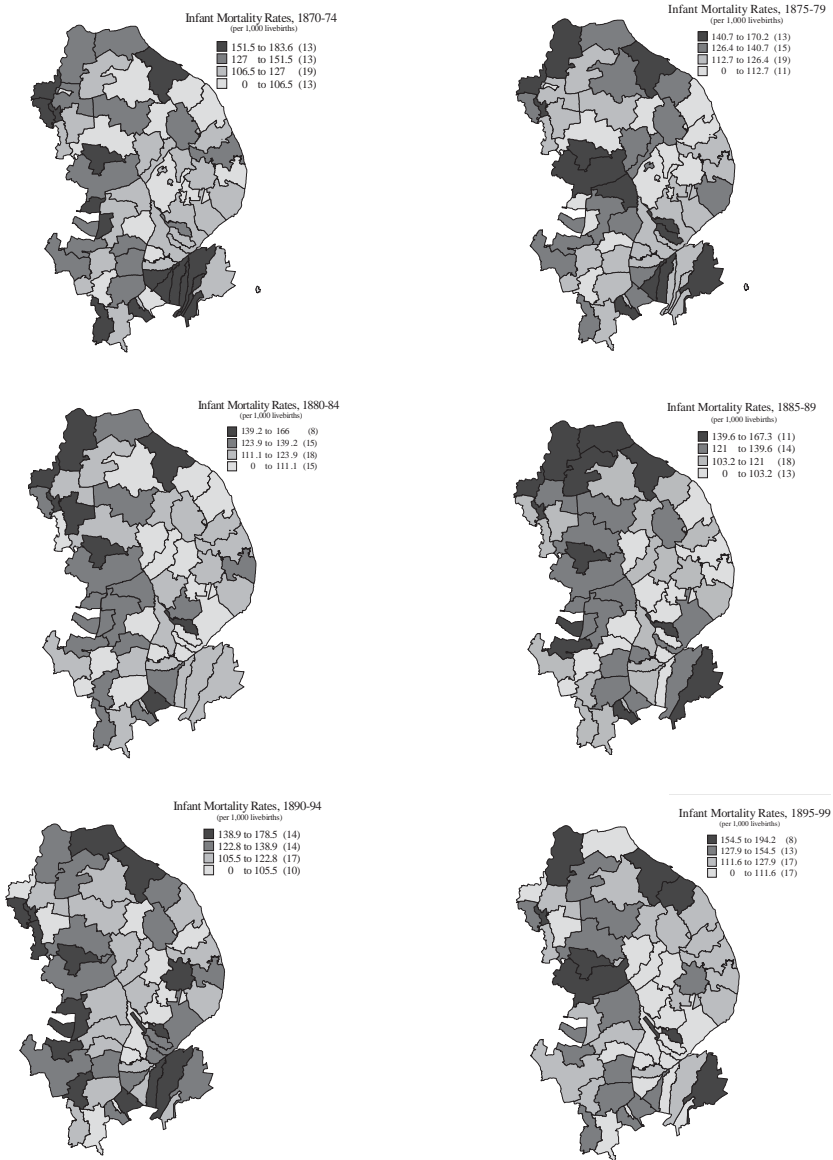 Infant Mortality Rates, 1870-74
(per 1,000 livebirths)
151.5 to 183.6 (13)
127 to 151.5 (13)
106.5 to 127 (19)
0 to 106.5 (13)
Infant Mortality Rates, 1875-79
(per 1,000 livebirths)
140.7 to 170.2 (13)
126.4 to 140.7 (15)
112.7 to 126.4 (19)
0 to 112.7 (11)
Infant Mortality Rates, 1880-84
(per 1,000 livebirths)
139.2 to 166 (8)
123.9 to 139.2 (15)
111.1 to 123.9 (18)
0 to 111.1 (15)
Infant Mortality Rates, 1885-89
(per 1,000 livebirths)
139.6 to 167.3 (11)
121 to 139.6 (14)
103.2 to 121 (18)
0 to 103.2 (13)
Infant Mortality Rates, 1890-94
(per 1,000 livebirths)
138.9 to 178.5 (14)
122.8 to 138.9 (14)
105.5 to 122.8 (17)
0 to 105.5 (10)
Infant Mortality Rates, 1895-99
(per 1,000 livebirths)
154.5 to 194.2 (8)
127.9 to 154.5 (13)
111.6 to 127.9 (17)
0 to 111.6 (17)